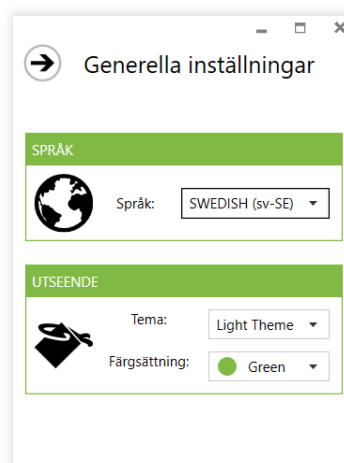 Generella inställningar
SPRÅK
Språk: SWEDISH (sv-SE)
UTSEENDE
Tema: Light Theme
Färgsättning: Green